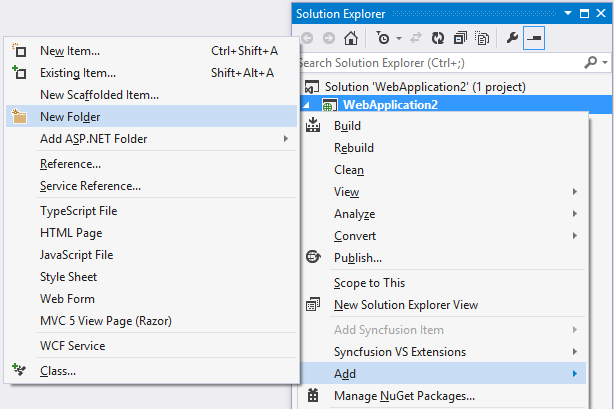 Solution Explorer
Search Solution Explorer (Ctrl+;)
Solution 'WebApplication2' (1 project)
WebApplication2
Build
Rebuild
Clean
View
Analyze
Convert
Publish...
Scope to This
New Solution Explorer View
Add Syncfusion Item
Syncfusion VS Extensions
Add
Manage NuGet Packages...
New Item... Ctrl+Shift+A
Existing Item... Shift+Alt+A
New Scaffolded Item...
New Folder
Add ASP.NET Folder
Reference...
Service Reference...
TypeScript File
HTML Page
JavaScript File
Style Sheet
Web Form
MVC 5 View Page (Razor)
WCF Service
Class...